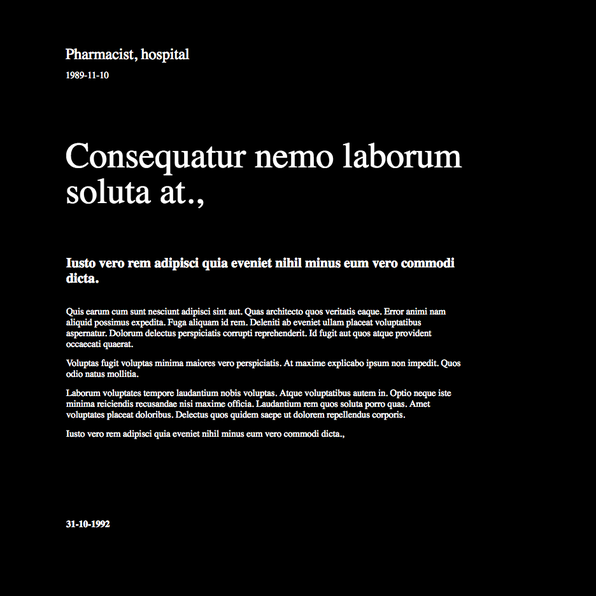 Pharmacist, hospital
1989-11-10
Consequatur nemo laborum
soluta at.,
Iusto vero rem adipisci quia eveniet nihil minus eum vero commodi
dicta.
Quis earum cum sunt nesciunt adipisci sint aut. Quas architecto quos veritatis eaque. Error animi nam
aliquid possimus expedita. Fuga aliquam id rem. Deleniti ab eveniet ullam placeat voluptatibus
aspernatur. Dolorum delectus perspiciatis corrupti reprehenderit. Id fugit aut quos atque provident
occaecati quaerat.
Voluptas fugit voluptas minima maiores vero perspiciatis. At maxime explicabo ipsum non impedit. Quos
odio natus mollitia.
Laborum voluptates tempore laudantium nobis voluptas. Atque voluptatibus autem in. Optio neque iste
minima reiciendis recusandae nisi maxime officia. Laudantium rem quos soluta porro quas. Amet
voluptates placeat doloribus. Delectus quos quidem saepe ut dolorem repellendus corporis.
Iusto vero rem adipisci quia eveniet nihil minus eum vero commodi dicta.,
31-10-1992